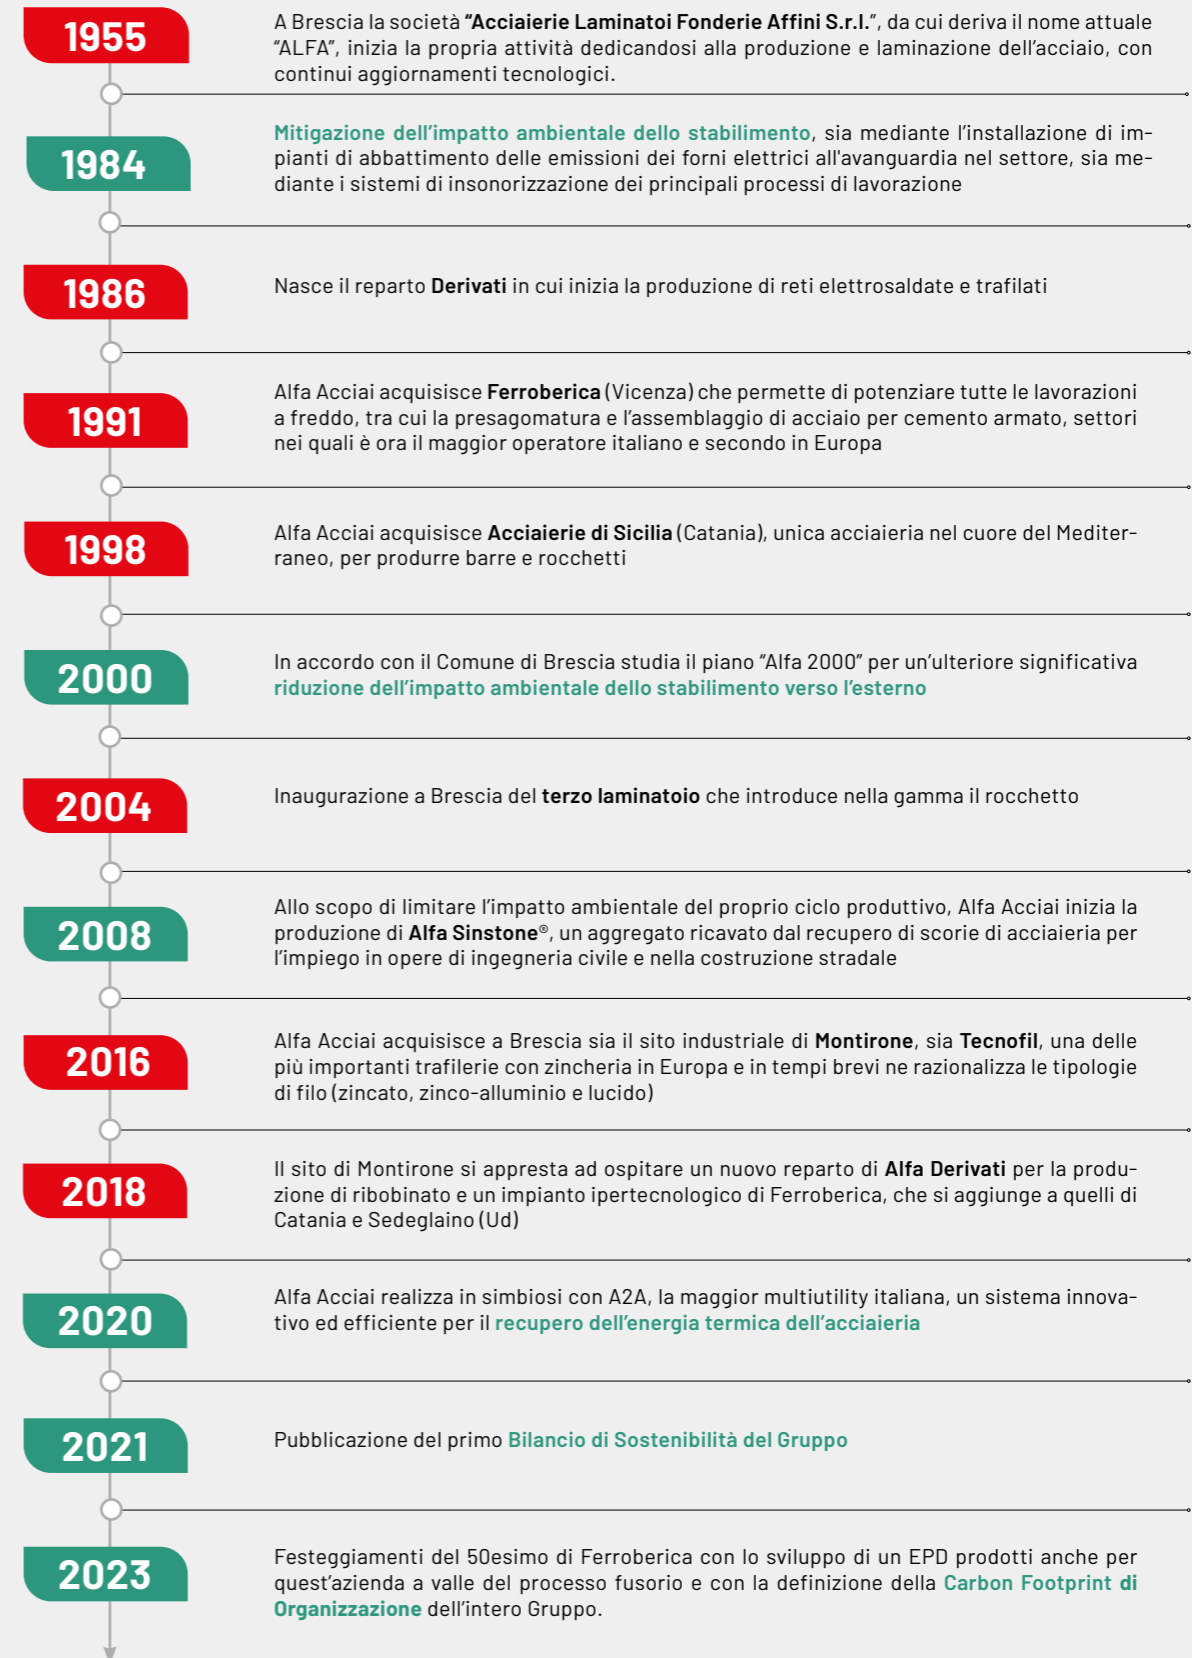 1955
A Brescia la società “Acciaierie Laminatoi Fonderie Affini S.r.l.”, da cui deriva il nome attuale
“ALFA”, inizia la propria attività dedicandosi alla produzione e laminazione dell’acciaio, con
continui aggiornamenti tecnologici.
1984
Mitigazione dell’impatto ambientale dello stabilimento, sia mediante l’installazione di im-
pianti di abbattimento delle emissioni dei forni elettrici all'avanguardia nel settore, sia me-
diante i sistemi di insonorizzazione dei principali processi di lavorazione
1986
Nasce il reparto Derivati in cui inizia la produzione di reti elettrosaldate e trafilati
1991
Alfa Acciai acquisisce Ferroberica (Vicenza) che permette di potenziare tutte le lavorazioni
a freddo, tra cui la presagomatura e l’assemblaggio di acciaio per cemento armato, settori
nei quali è ora il maggior operatore italiano e secondo in Europa
1998
Alfa Acciai acquisisce Acciaierie di Sicilia (Catania), unica acciaieria nel cuore del Mediter-
raneo, per produrre barre e rocchetti
2000
In accordo con il Comune di Brescia studia il piano “Alfa 2000” per un’ulteriore significativa
riduzione dell’impatto ambientale dello stabilimento verso l’esterno
2004
Inaugurazione a Brescia del terzo laminatoio che introduce nella gamma il rocchetto
2008
Allo scopo di limitare l’impatto ambientale del proprio ciclo produttivo, Alfa Acciai inizia la
produzione di Alfa Sinstone®, un aggregato ricavato dal recupero di scorie di acciaieria per
l’impiego in opere di ingegneria civile e nella costruzione stradale
2016
Alfa Acciai acquisisce a Brescia sia il sito industriale di Montirone, sia Tecnofil, una delle
più importanti trafilerie con zincheria in Europa e in tempi brevi ne razionalizza le tipologie
di filo (zincato, zinco-alluminio e lucido)
2018
Il sito di Montirone si appresta ad ospitare un nuovo reparto di Alfa Derivati per la produ-
zione di ribobinato e un impianto ipertecnologico di Ferroberica, che si aggiunge a quelli di
Catania e Sedeglaino (Ud)
2020
Alfa Acciai realizza in simbiosi con A2A, la maggior multiutility italiana, un sistema innova-
tivo ed efficiente per il recupero dell’energia termica dell’acciaieria
2021
Pubblicazione del primo Bilancio di Sostenibilità del Gruppo
2023
Festeggiamenti del 50esimo di Ferroberica con lo sviluppo di un EPD prodotti anche per
quest’azienda a valle del processo fusorio e con la definizione della Carbon Footprint di
Organizzazione dell’intero Gruppo.